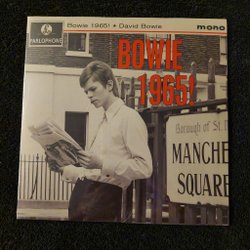 PARLOPHONE
Bowie 1965! • David Bowie
mono
BOWIE
1965!
Borough of St.
MANCHE
SQUARE